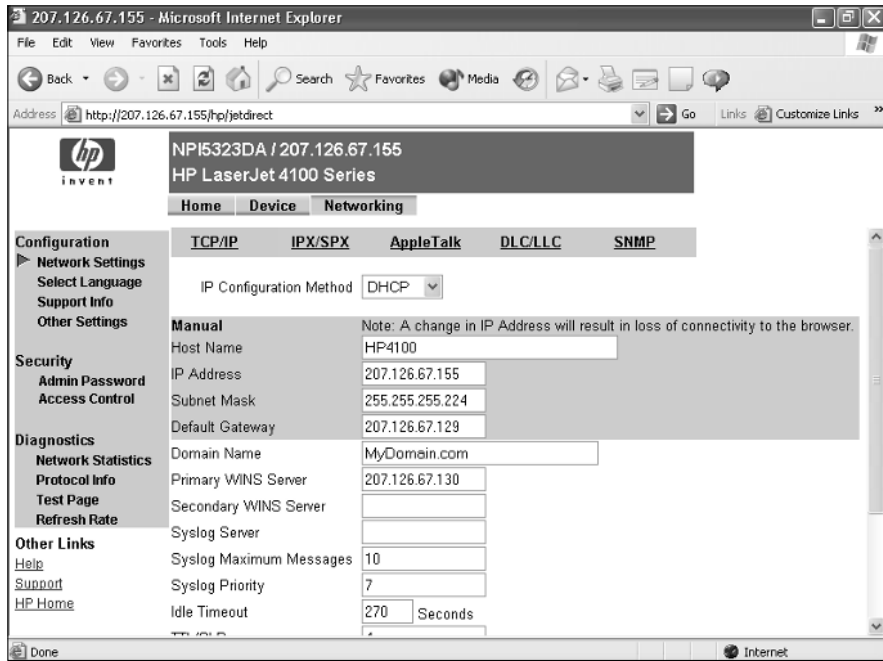 207.126.67.155 - Microsoft Internet Explorer
File Edit View Favorites Tools Help
Back Search Favorites Media
Address http://207.126.67.155/hp/jetdirect Go Links Customize Links »
hp
invent
NPI5323DA / 207.126.67.155
HP LaserJet 4100 Series
Home Device Networking
Configuration
Network Settings
Select Language
Support Info
Other Settings
Security
Admin Password
Access Control
Diagnostics
Network Statistics
Protocol Info
Test Page
Refresh Rate
Other Links
Help
Support
HP Home
TCP/IP IPX/SPX AppleTalk DLC/LLC SNMP
IP Configuration Method DHCP
Manual Note: A change in IP Address will result in loss of connectivity to the browser.
Host Name HP4100
IP Address 207.126.67.155
Subnet Mask 255.255.255.224
Default Gateway 207.126.67.129
Domain Name MyDomain.com
Primary WINS Server 207.126.67.130
Secondary WINS Server
Syslog Server
Syslog Maximum Messages 10
Syslog Priority 7
Idle Timeout 270 Seconds
Done Internet